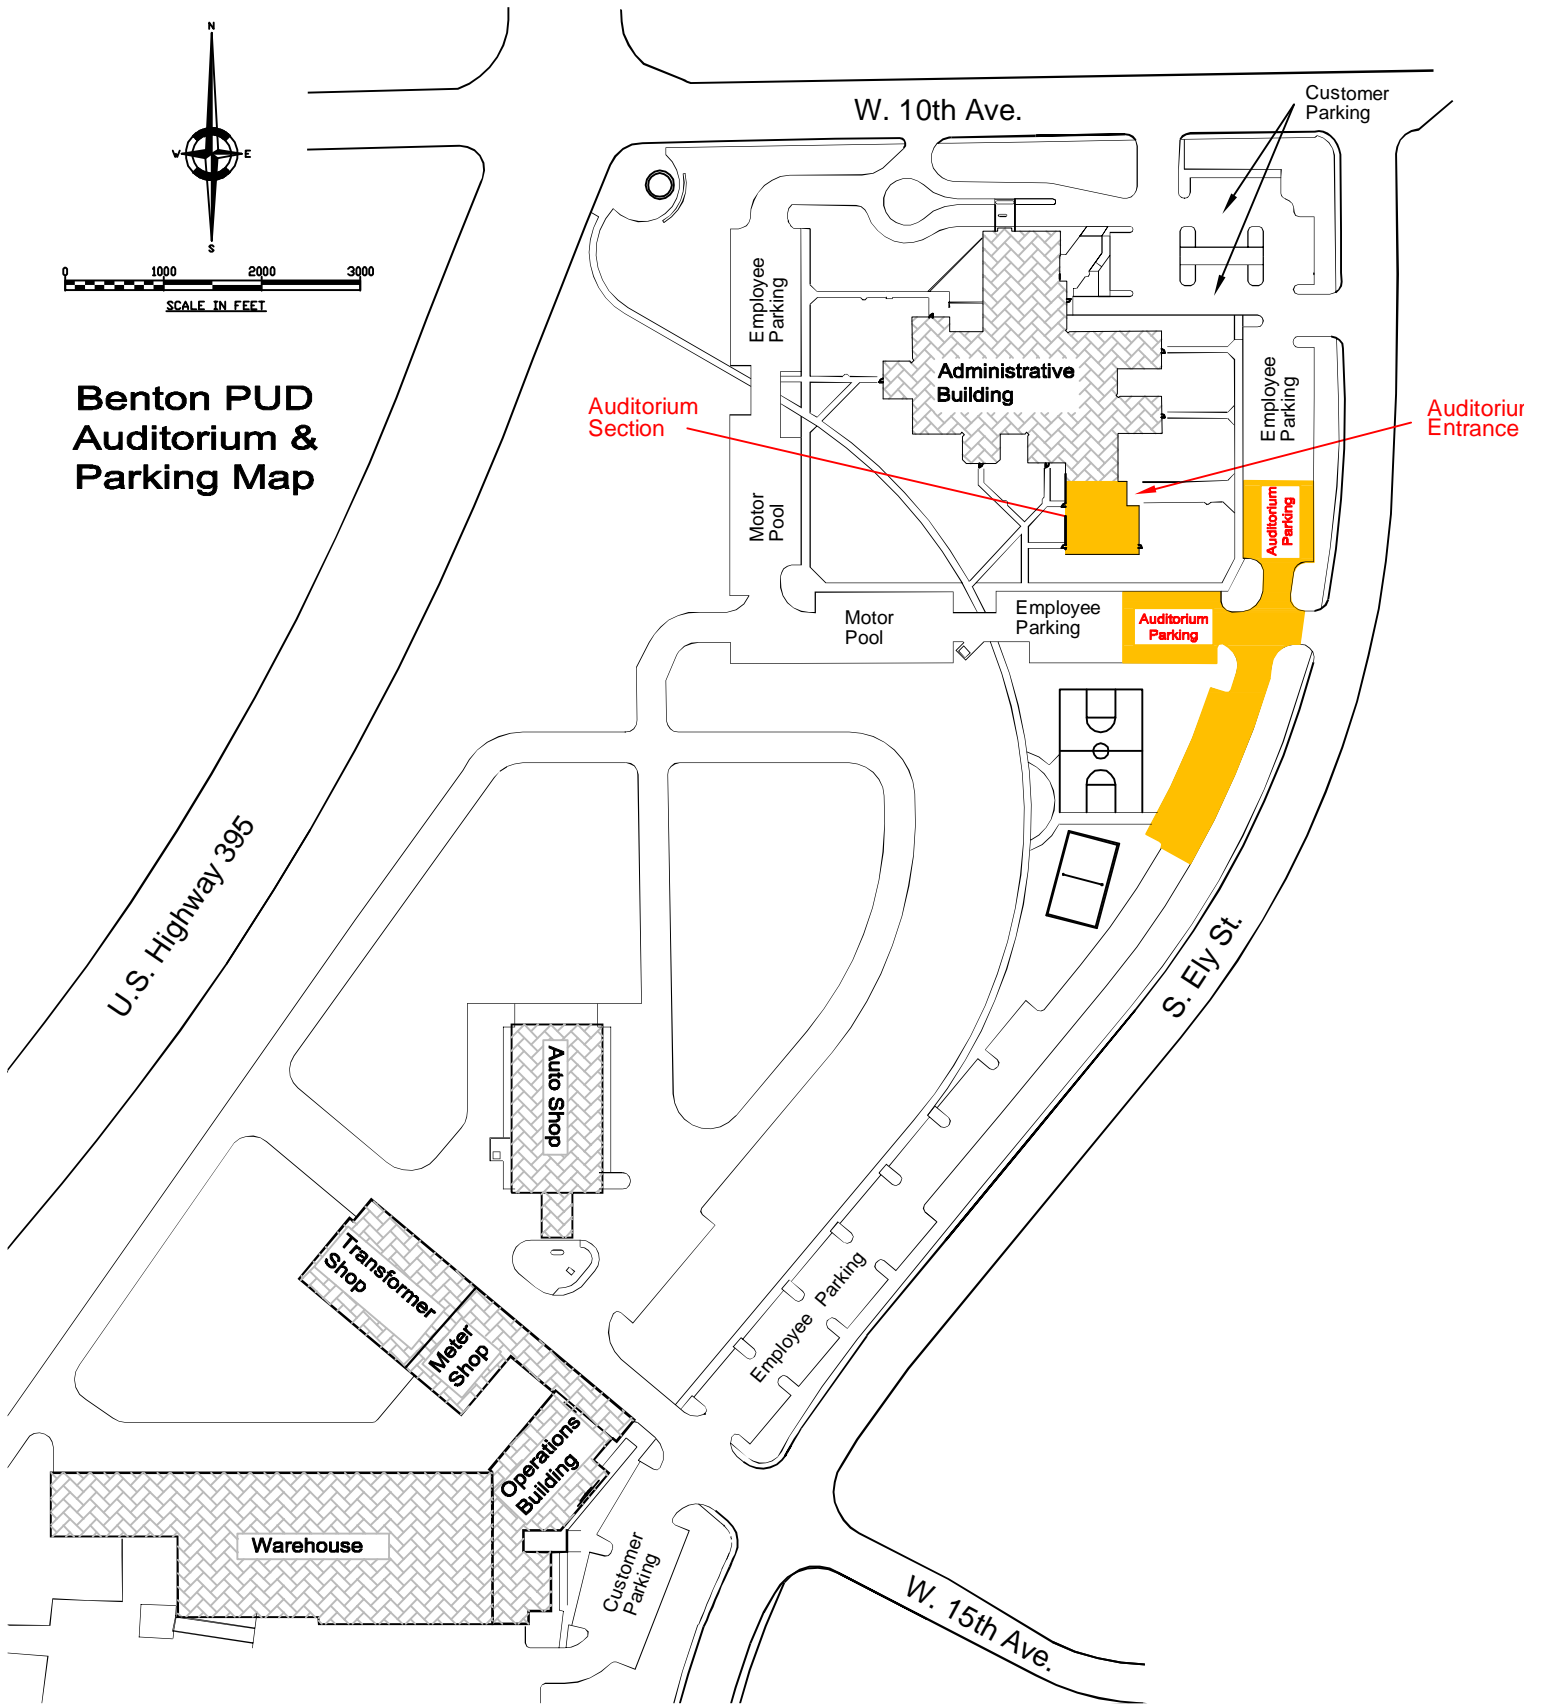 N
W
E
S
0 1000 2000 3000
SCALE IN FEET
Benton PUD
Auditorium &
Parking Map
W. 10th Ave.
Customer
Parking
Employee
Parking
Administrative
Building
Employee
Parking
Auditorium
Section
Auditoriur
Entrance
Motor
Pool
Auditorium
Parking
Motor
Pool
Employee
Parking
Auditorium
Parking
U.S. Highway 395
S. Ely St.
Auto Shop
Transformer
Shop
Meter
Shop
Employee Parking
Operations
Building
Warehouse
Customer
Parking
W. 15th Ave.